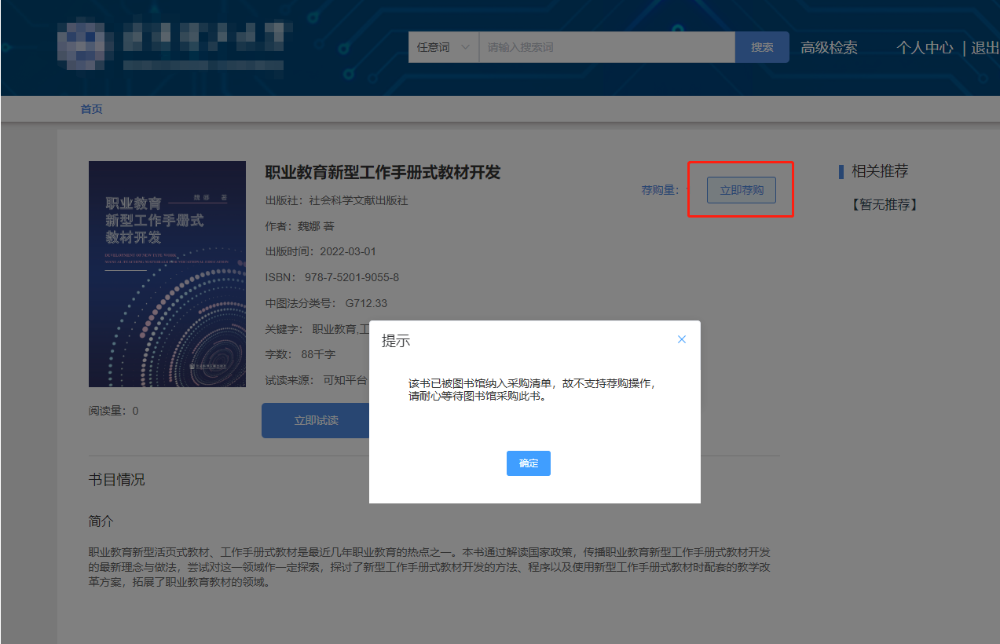 任意词
请输入搜索词
搜索
高级检索
个人中心
|
退出
首页
职业教育
魏 娜 著
新型工作手册式
教材开发
DEVELOPMENT OF NEW TYPE WORK
MANUAL TEACHING MATERIALS FOR VOCATIONAL EDUCATION
社会科学文献出版社
阅读量：0
职业教育新型工作手册式教材开发
出版社：社会科学文献出版社
作者：魏娜 著
出版时间：2022-03-01
ISBN： 978-7-5201-9055-8
中图法分类号： G712.33
关键字： 职业教育,工
字数： 88千字
试读来源： 可知平台
立即试读
荐购量：
立即荐购
相关推荐
【暂无推荐】
提示
该书已被图书馆纳入采购清单，故不支持荐购操作，
请耐心等待图书馆采购此书。
确定
书目情况
简介
职业教育新型活页式教材、工作手册式教材是最近几年职业教育的热点之一。本书通过解读国家政策，传播职业教育新型工作手册式教材开发
的最新理念与做法，尝试对这一领域作一定探索，探讨了新型工作手册式教材开发的方法、程序以及使用新型工作手册式教材时配套的教学改
革方案，拓展了职业教育教材的领域。